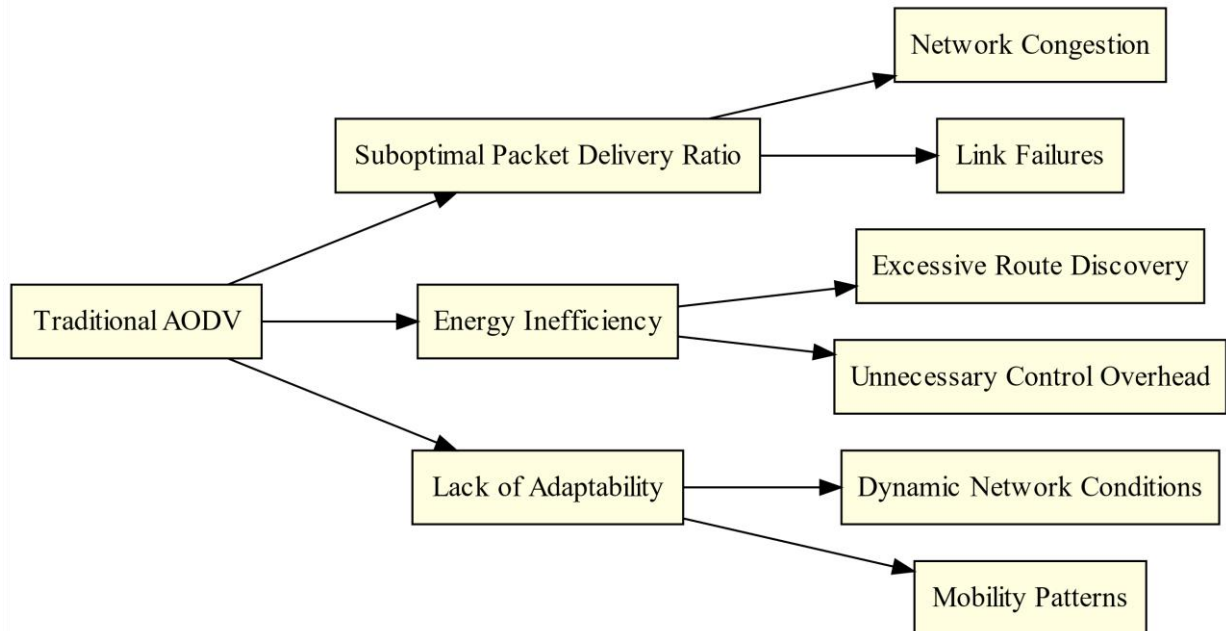 Network Congestion
Suboptimal Packet Delivery Ratio
Link Failures
Excessive Route Discovery
Traditional AODV
Energy Inefficiency
Unnecessary Control Overhead
Lack of Adaptability
Dynamic Network Conditions
Mobility Patterns